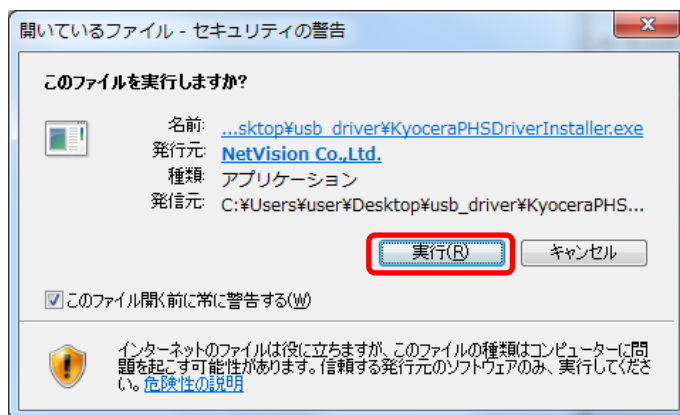 開いているファイル - セキュリティの警告
このファイルを実行しますか?
名前: ...sktop¥usb_driver¥KyoceraPHSDriverInstaller.exe
発行元: NetVision Co.,Ltd.
種類: アプリケーション
発信元: C:¥Users¥user¥Desktop¥usb_driver¥KyoceraPHS...
実行(R) キャンセル
このファイル開く前に常に警告する(W)
インターネットのファイルは役に立ちますが、このファイルの種類はコンピューターに問
題を起こす可能性があります。信頼する発行元のソフトウェアのみ、実行してくださ
い。危険性の説明